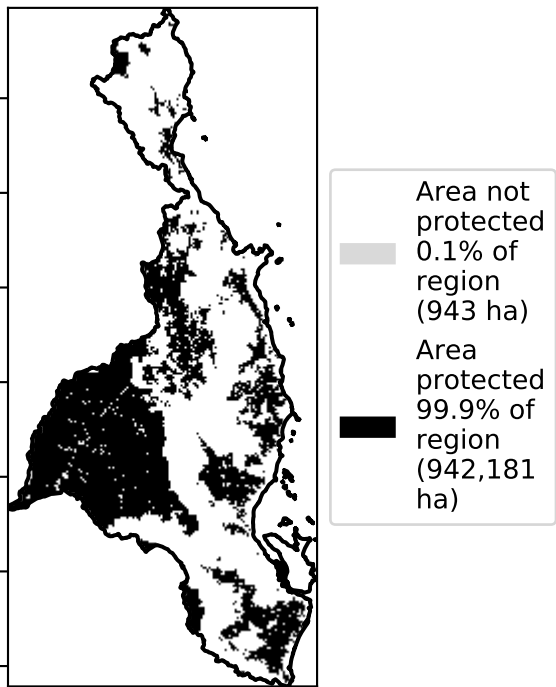 Area not
protected
0.1% of
region
(943 ha)
Area
protected
99.9% of
region
(942,181
ha)